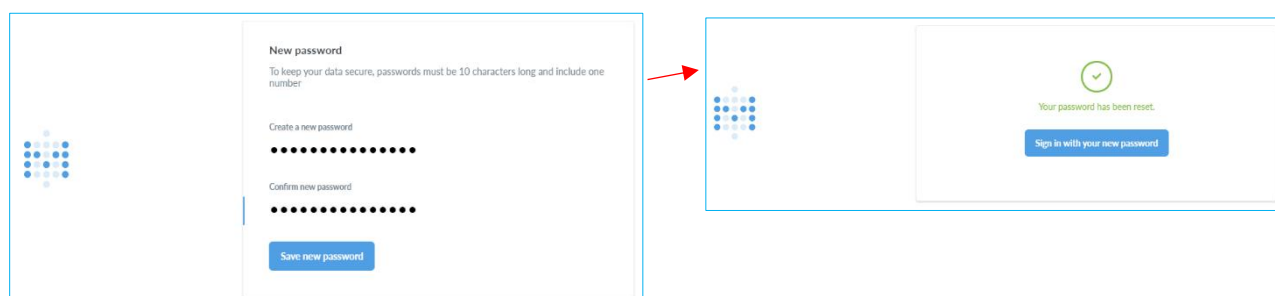 New password
To keep your data secure, passwords must be 10 characters long and include one
number
Create a new password
●●●●●●●●●●●●●●●
Confirm new password
●●●●●●●●●●●●●●●
Save new password
Your password has been reset.
Sign in with your new password